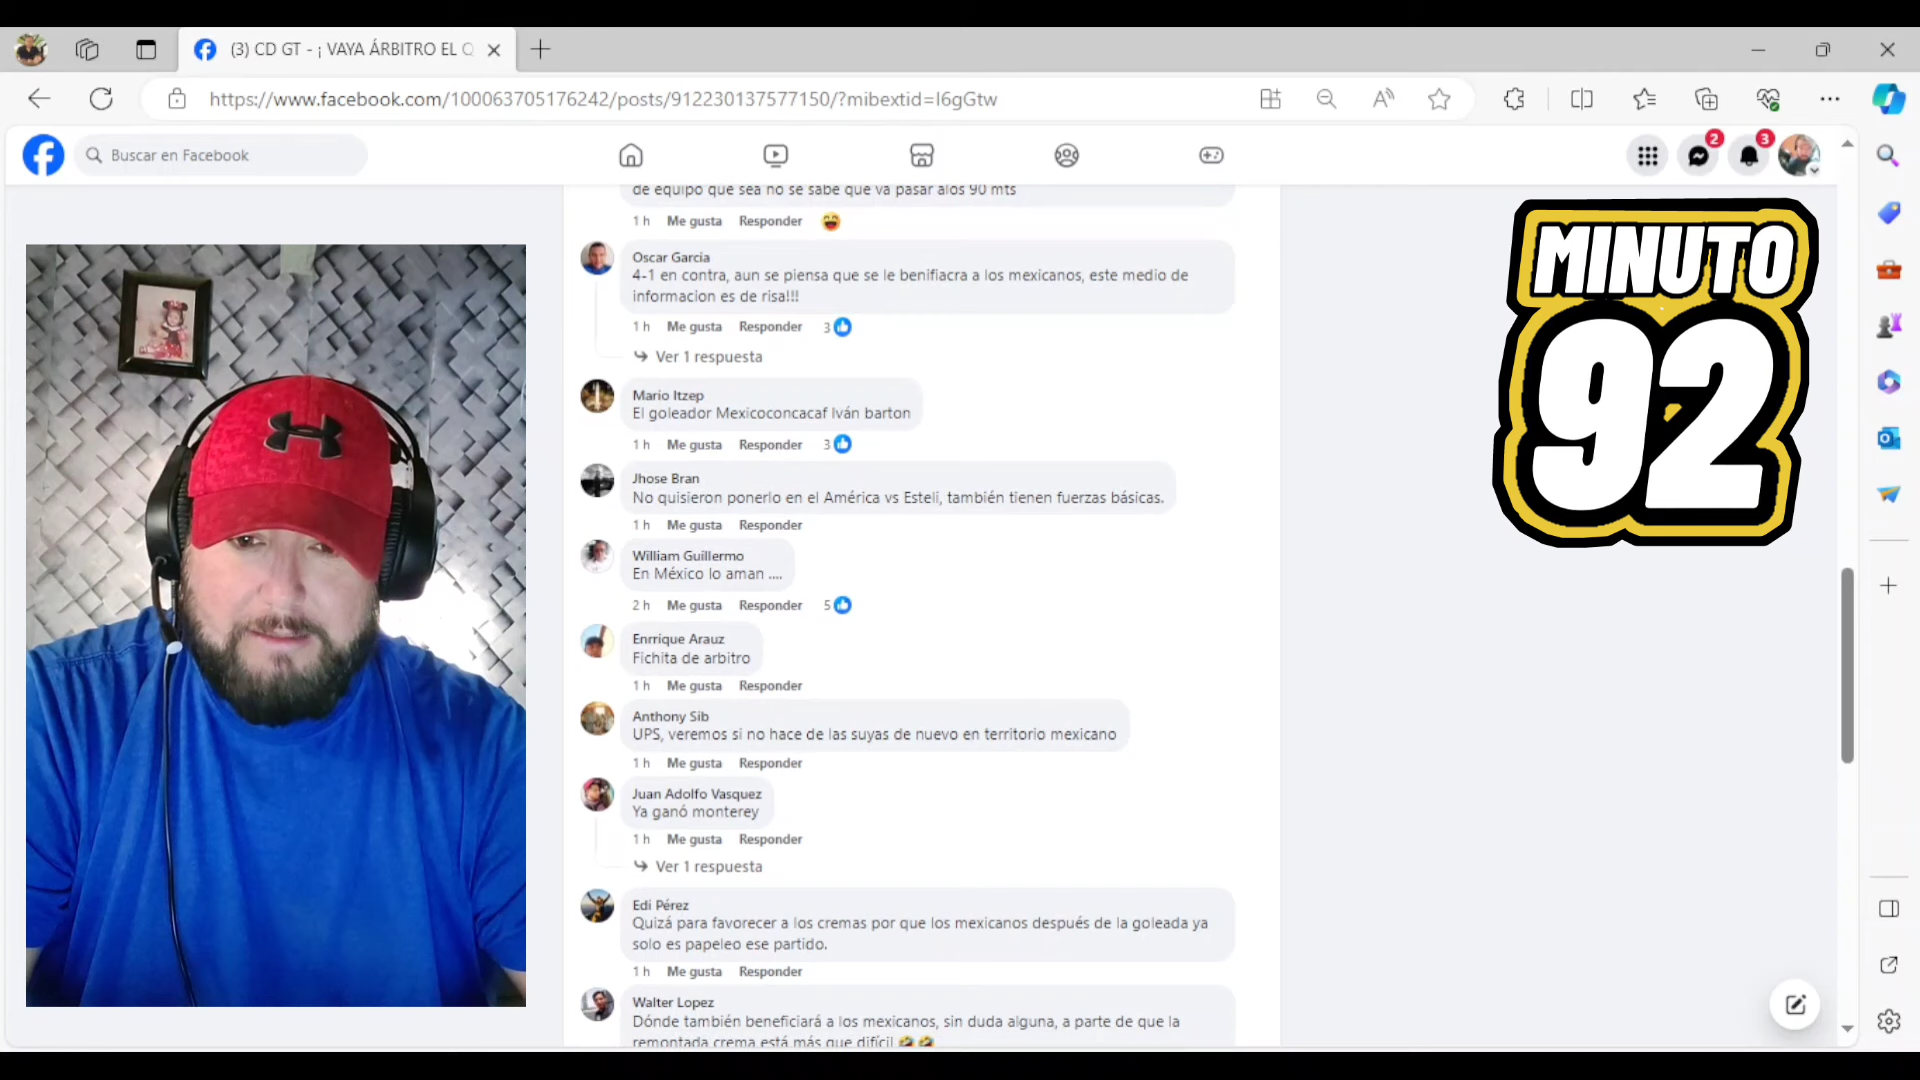 (3) CD GT - ¡ VAYA ÁRBITRO EL Q
https://www.facebook.com/100063705176242/posts/912230137577150/?mibextid=I6gGtw
Buscar en Facebook
2
3
de equipo que sea no se sabe que va pasar alos 90 mts
1 h Me gusta Responder
Oscar Garcia
4-1 en contra, aun se piensa que se le benifiacra a los mexicanos, este medio de
informacion es de risa!!!
1 h Me gusta Responder 3
Ver 1 respuesta
Mario Itzep
El goleador Mexicoconcacaf Iván barton
1 h Me gusta Responder 3
Jhose Bran
No quisieron ponerlo en el América vs Estelí, también tienen fuerzas básicas.
1 h Me gusta Responder
William Guillermo
En México lo aman ....
2 h Me gusta Responder 5
Enrrique Arauz
Fichita de arbitro
1 h Me gusta Responder
Anthony Sib
UPS, veremos si no hace de las suyas de nuevo en territorio mexicano
1 h Me gusta Responder
Juan Adolfo Vasquez
Ya ganó monterey
1 h Me gusta Responder
Ver 1 respuesta
Edi Pérez
Quizá para favorecer a los cremas por que los mexicanos después de la goleada ya
solo es papeleo ese partido.
1 h Me gusta Responder
Walter Lopez
Dónde también beneficiará a los mexicanos, sin duda alguna, a parte de que la
remontada crema está más que difícil
MINUTO
92